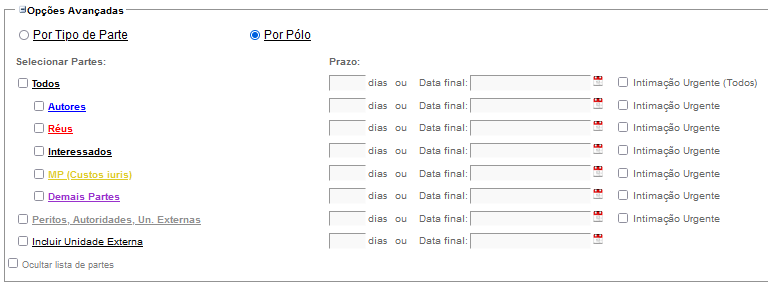 Opções Avançadas
Por Tipo de Parte Por Pólo
Selecionar Partes: Prazo:
Todos dias ou Data final: Intimação Urgente (Todos)
Autores dias ou Data final: Intimação Urgente
Réus dias ou Data final: Intimação Urgente
Interessados dias ou Data final: Intimação Urgente
MP (Custos iuris) dias ou Data final: Intimação Urgente
Demais Partes dias ou Data final: Intimação Urgente
Peritos, Autoridades, Un. Externas dias ou Data final: Intimação Urgente
Incluir Unidade Externa dias ou Data final:
Ocultar lista de partes